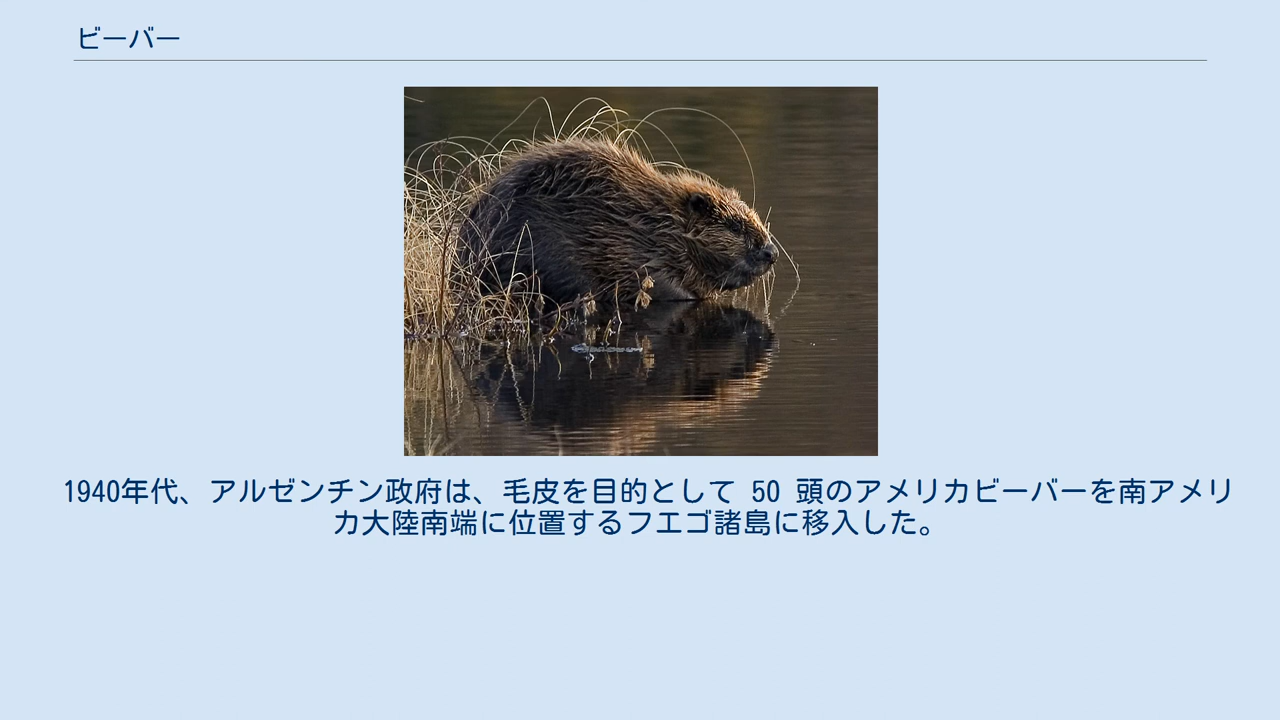 ビーバー
1940年代、アルゼンチン政府は、毛皮を目的として 50 頭のアメリカビーバーを南アメリ
カ大陸南端に位置するフエゴ諸島に移入した。